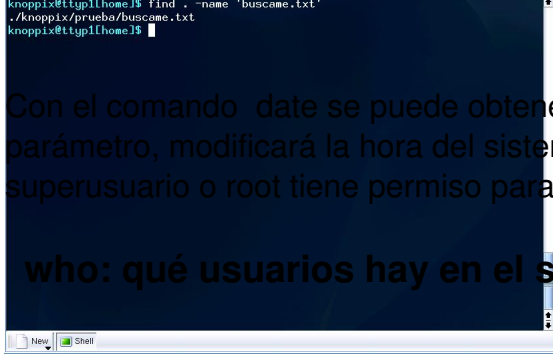 knoppix@ttyp1[home]$ find . -name 'buscame.txt'
./knoppix/prueba/buscame.txt
knoppix@ttyp1[home]$
Con el comando date se puede
parámetro, modificará la hora del
superusuario o root tiene permiso para
who: qué usuarios hay en el
New Shell